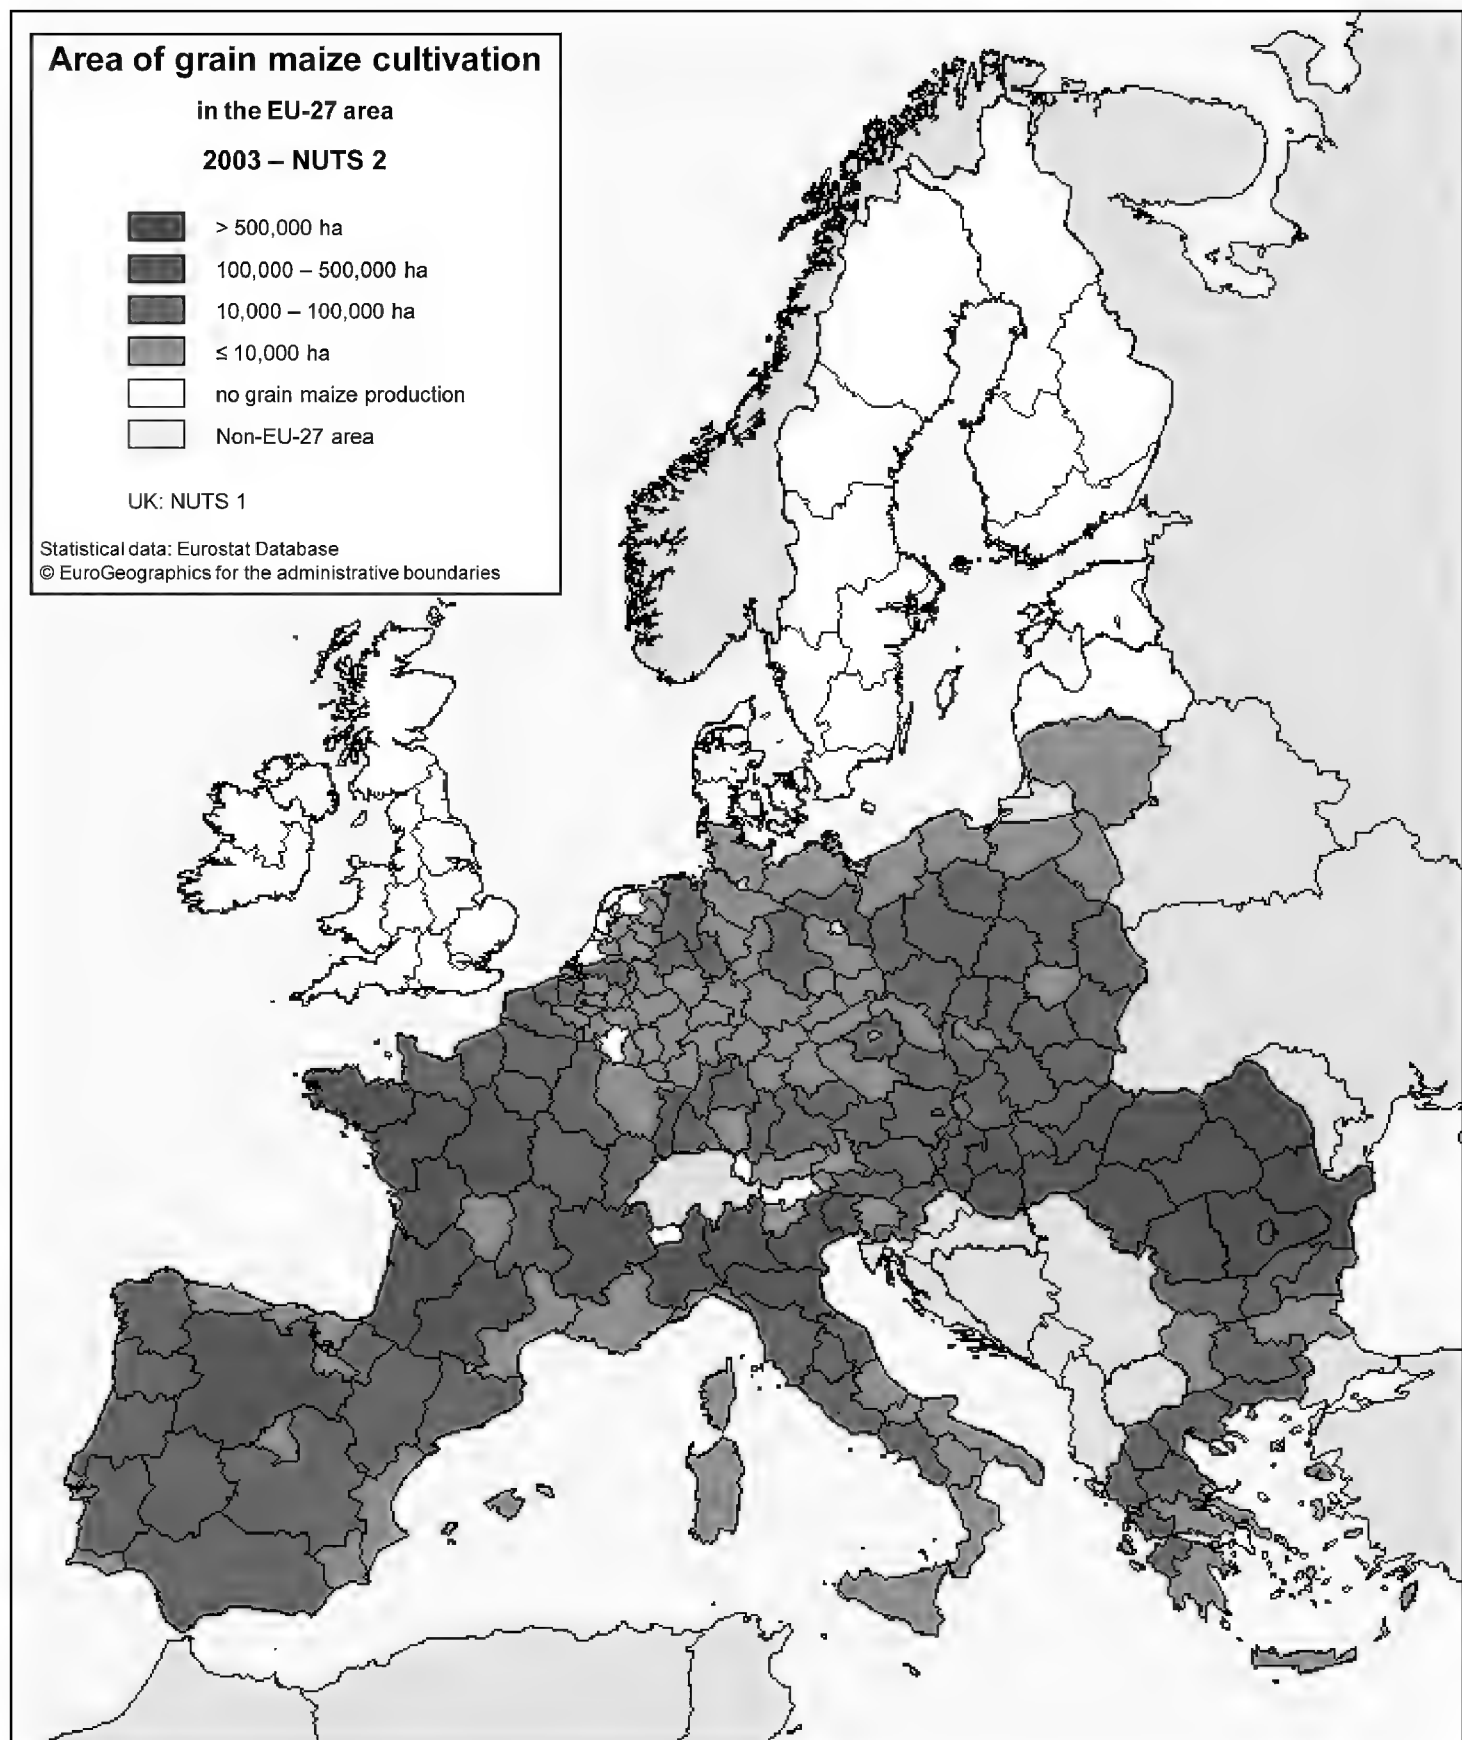 Area of grain maize cultivation
in the EU-27 area
2003 – NUTS 2
> 500,000 ha
100,000 – 500,000 ha
10,000 – 100,000 ha
≤ 10,000 ha
no grain maize production
Non-EU-27 area
UK: NUTS 1
Statistical data: Eurostat Database
© EuroGeographics for the administrative boundaries